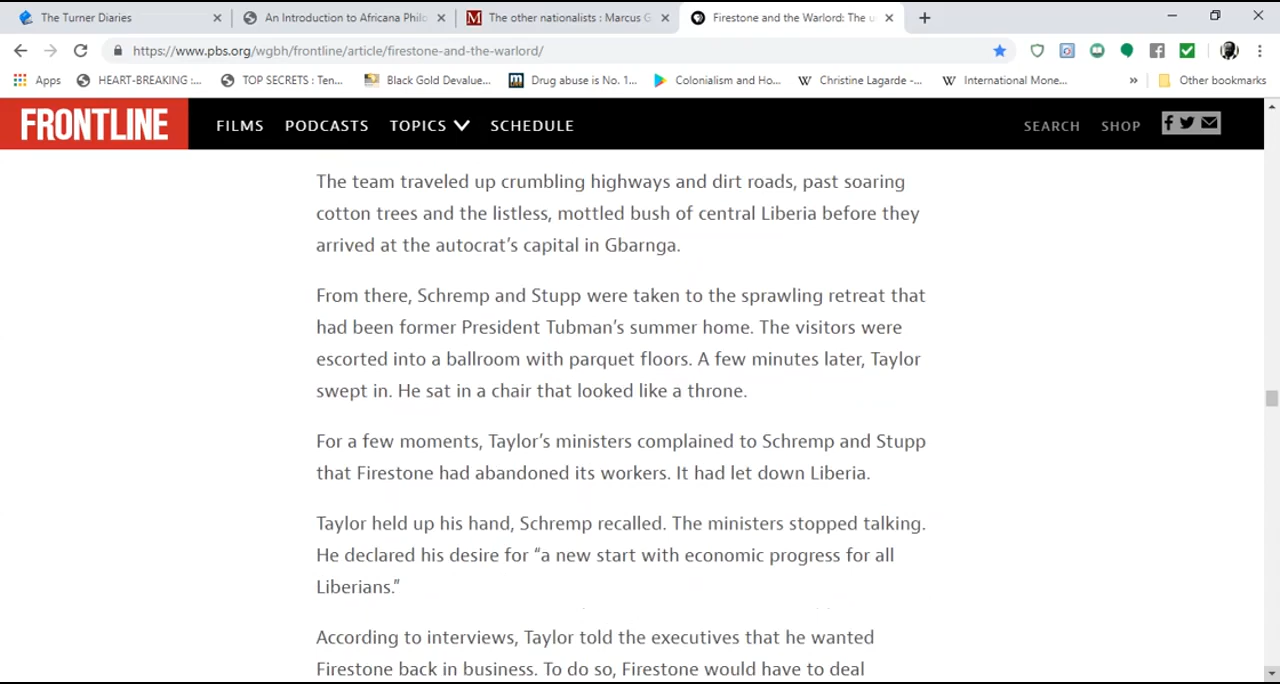 The Turner Diaries
An Introduction to Africana Philo
The other nationalists : Marcus G
Firestone and the Warlord: The u
https://www.pbs.org/wgbh/frontline/article/firestone-and-the-warlord/
Apps
HEART-BREAKING :...
TOP SECRETS : Ten...
Black Gold Devalue...
Drug abuse is No. 1...
Colonialism and Ho...
Christine Lagarde -...
International Mone...
»
Other bookmarks
FRONTLINE
FILMS
PODCASTS
TOPICS
SCHEDULE
SEARCH
SHOP
The team traveled up crumbling highways and dirt roads, past soaring
cotton trees and the listless, mottled bush of central Liberia before they
arrived at the autocrat’s capital in Gbarnga.
From there, Schremp and Stupp were taken to the sprawling retreat that
had been former President Tubman’s summer home. The visitors were
escorted into a ballroom with parquet floors. A few minutes later, Taylor
swept in. He sat in a chair that looked like a throne.
For a few moments, Taylor’s ministers complained to Schremp and Stupp
that Firestone had abandoned its workers. It had let down Liberia.
Taylor held up his hand, Schremp recalled. The ministers stopped talking.
He declared his desire for “a new start with economic progress for all
Liberians.”
According to interviews, Taylor told the executives that he wanted
Firestone back in business. To do so, Firestone would have to deal